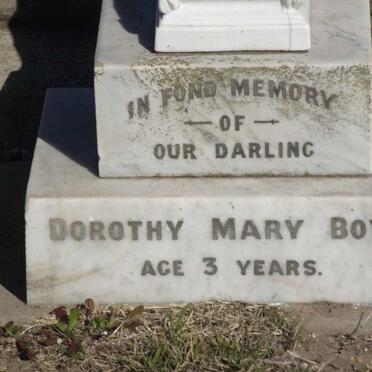 IN FOND MEMORY
OF
OUR DARLING
DOROTHY MARY
AGE 3 YEARS.